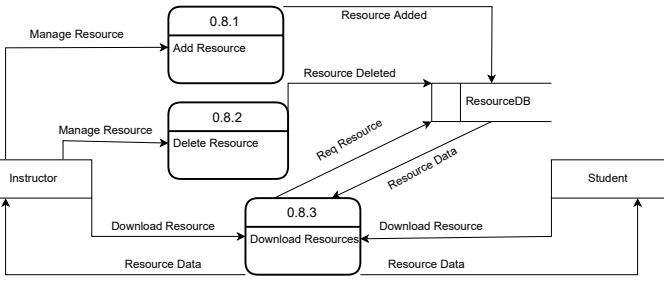 0.8.1
Resource Added
Manage Resource
Add Resource
Resource Deleted
ResourceDB
0.8.2
Manage Resource
Delete Resource
Req Resource
Resource Data
Instructor
Student
0.8.3
Download Resource
Download Resources
Download Resource
Resource Data
Resource Data